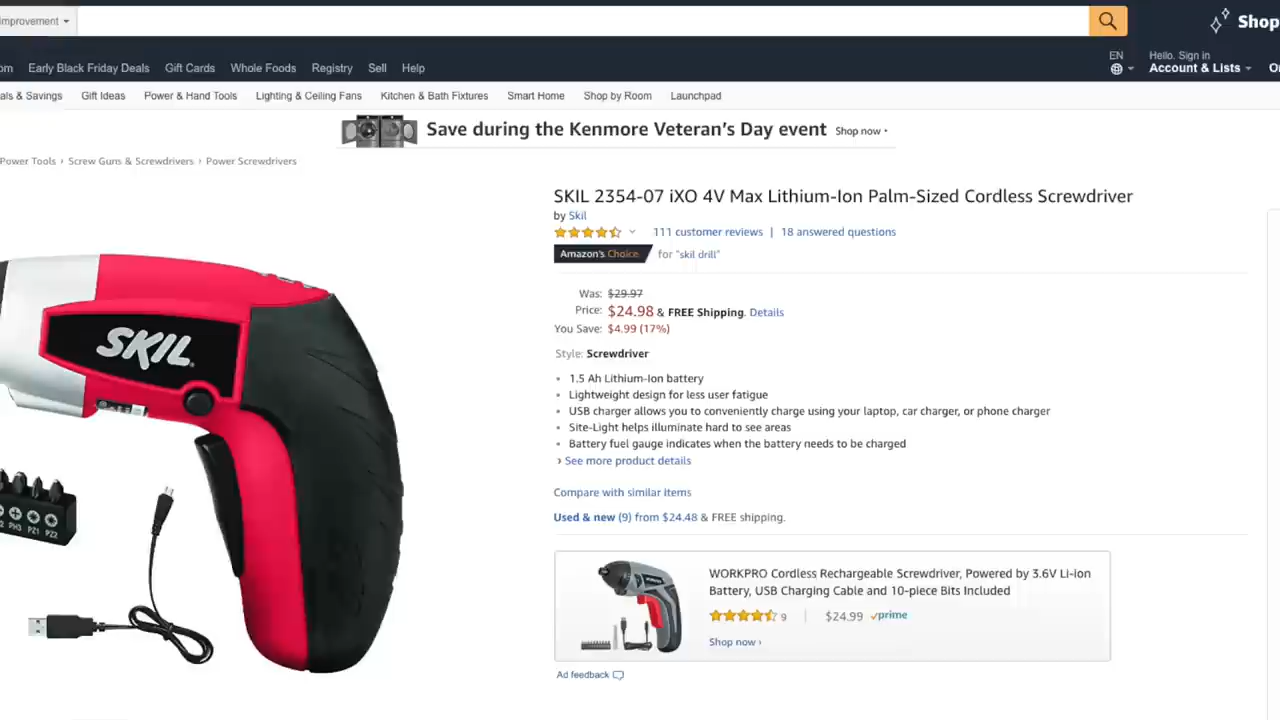 Improvement
Shop
EN
Hello. Sign in
Account & Lists
om Early Black Friday Deals Gift Cards Whole Foods Registry Sell Help
als & Savings Gift Ideas Power & Hand Tools Lighting & Ceiling Fans Kitchen & Bath Fixtures Smart Home Shop by Room Launchpad
Save during the Kenmore Veteran's Day event Shop now
Power Tools › Screw Guns & Screwdrivers › Power Screwdrivers
SKIL 2354-07 iXO 4V Max Lithium-Ion Palm-Sized Cordless Screwdriver
by Skil
111 customer reviews | 18 answered questions
Amazon's Choice for "skil drill"
Was: $29.97
Price: $24.98 & FREE Shipping. Details
You Save: $4.99 (17%)
Style: Screwdriver
• 1.5 Ah Lithium-Ion battery
• Lightweight design for less user fatigue
• USB charger allows you to conveniently charge using your laptop, car charger, or phone charger
• Site-Light helps illuminate hard to see areas
• Battery fuel gauge indicates when the battery needs to be charged
› See more product details
Compare with similar items
Used & new (9) from $24.48 & FREE shipping.
SKIL
PH3 PZ1 PZ2
WORKPRO Cordless Rechargeable Screwdriver, Powered by 3.6V Li-ion
Battery, USB Charging Cable and 10-piece Bits Included
9 | $24.99 prime
Shop now ›
Ad feedback